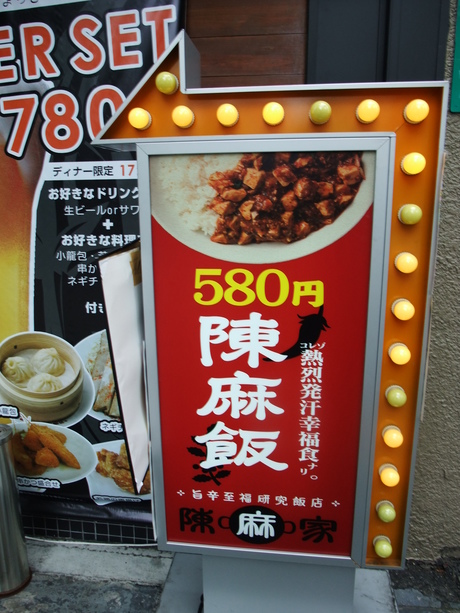 ER SET
780
ディナー限定 17
お好きなドリン
生ビールorサワ
+
お好きな料理
小籠包・
串か
ネギチ
付き
580円
陳麻飯
コレゾ
熱烈発汗幸福食ナリ。
旨辛至福研究飯店
陳麻家